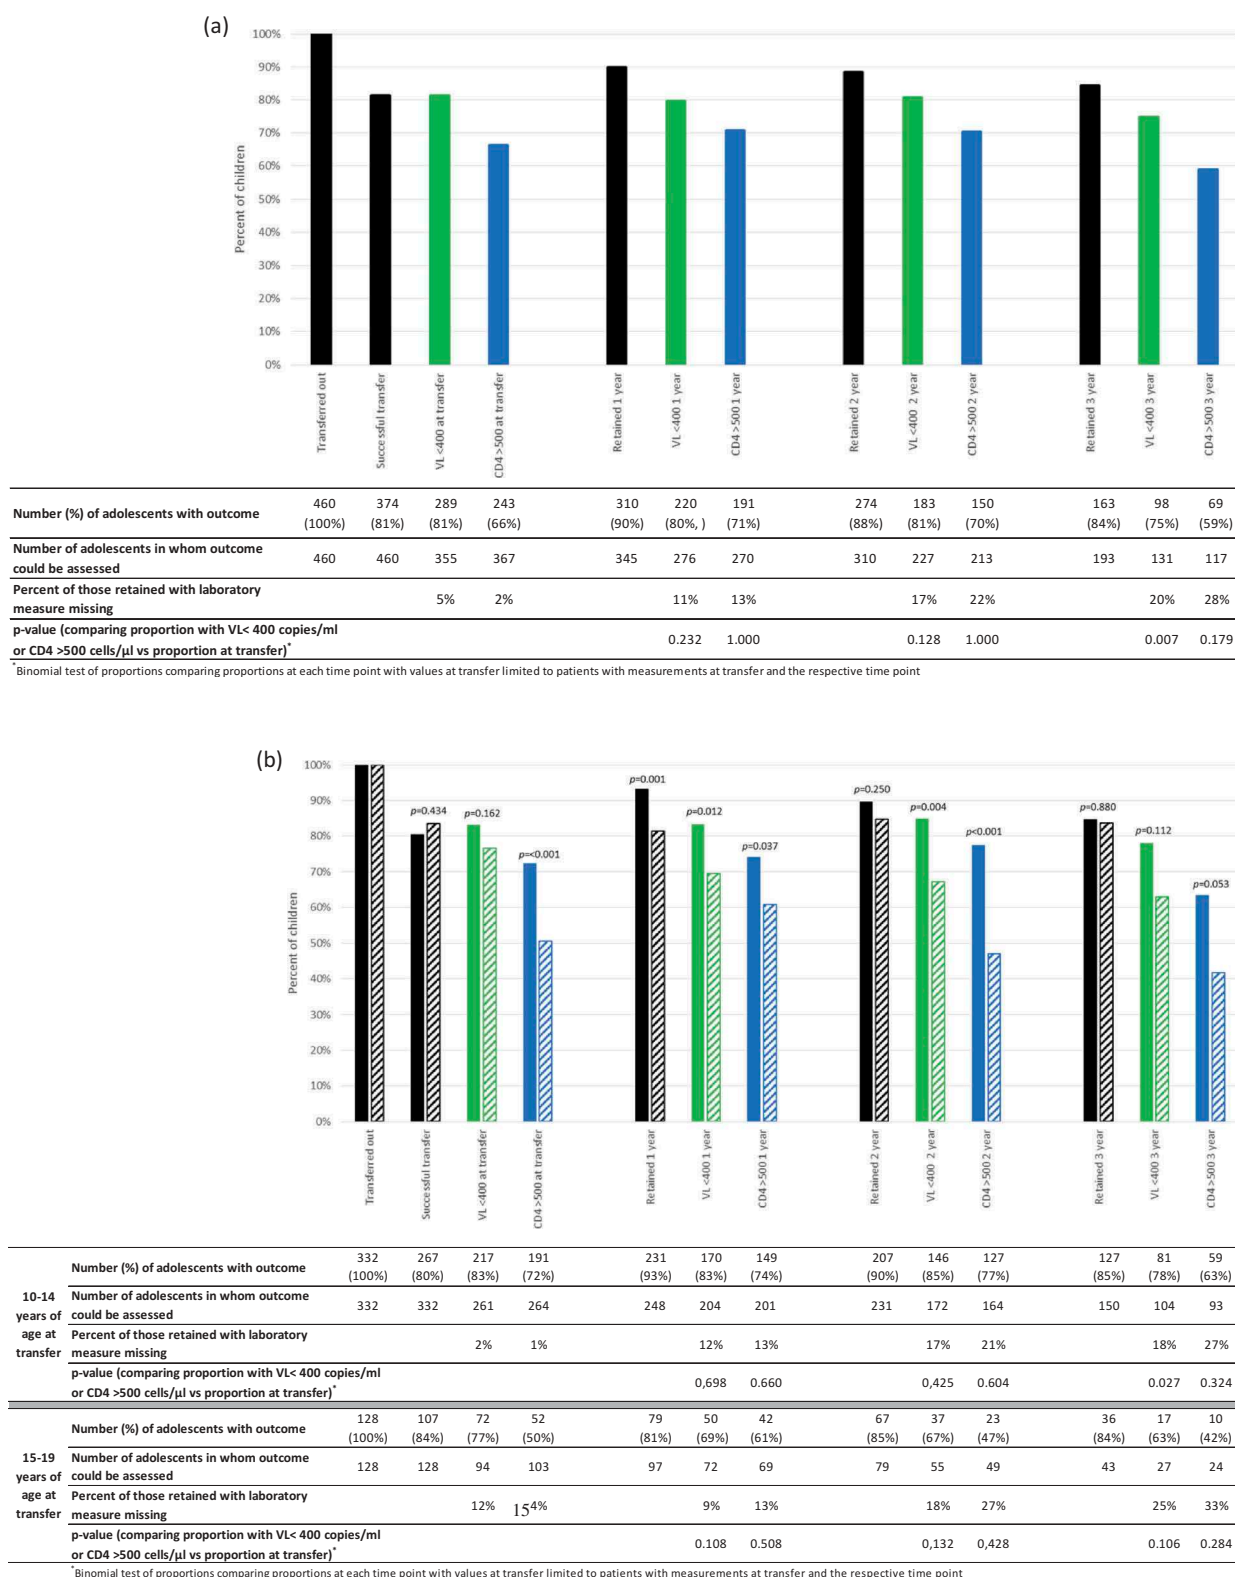 (a)
100%
90%
80%
70%
60%
50%
40%
30%
20%
10%
0%
Percent of children
Transferred out
Successful transfer
VL <400 at transfer
CD4 >500 at transfer
Retained 1 year
VL <400 1 year
CD4 >500 1 year
Retained 2 year
VL <400 2 year
CD4 >500 2 year
Retained 3 year
VL <400 3 year
CD4 >500 3 year
Number (%) of adolescents with outcome
460 374 289 243 310 220 191 274 183 150 163 98 69
(100%) (81%) (81%) (66%) (90%) (80%, ) (71%) (88%) (81%) (70%) (84%) (75%) (59%)
Number of adolescents in whom outcome
could be assessed
460 460 355 367 345 276 270 310 227 213 193 131 117
Percent of those retained with laboratory
measure missing
5% 2% 11% 13% 17% 22% 20% 28%
p-value (comparing proportion with VL< 400 copies/ml
or CD4 >500 cells/µl vs proportion at transfer)*
0.232 1.000 0.128 1.000 0.007 0.179
*Binomial test of proportions comparing proportions at each time point with values at transfer limited to patients with measurements at transfer and the respective time point
(b)
100%
90%
80%
70%
60%
50%
40%
30%
20%
10%
0%
Percent of children
p=0.434
p=0.162
p=<0.001
p=0.001
p=0.012
p=0.037
p=0.250
p=0.004
p<0.001
p=0.880
p=0.112
p=0.053
Transferred out
Successful transfer
VL <400 at transfer
CD4 >500 at transfer
Retained 1 year
VL <400 1 year
CD4 >500 1 year
Retained 2 year
VL <400 2 year
CD4 >500 2 year
Retained 3 year
VL <400 3 year
CD4 >500 3 year
10-14
years of
age at
transfer
Number (%) of adolescents with outcome
332 267 217 191 231 170 149 207 146 127 127 81 59
(100%) (80%) (83%) (72%) (93%) (83%) (74%) (90%) (85%) (77%) (85%) (78%) (63%)
Number of adolescents in whom outcome
could be assessed
332 332 261 264 248 204 201 231 172 164 150 104 93
Percent of those retained with laboratory
measure missing
2% 1% 12% 13% 17% 21% 18% 27%
p-value (comparing proportion with VL< 400 copies/ml
or CD4 >500 cells/µl vs proportion at transfer)*
0,698 0.660 0,425 0.604 0.027 0.324
15-19
years of
age at
transfer
Number (%) of adolescents with outcome
128 107 72 52 79 50 42 67 37 23 36 17 10
(100%) (84%) (77%) (50%) (81%) (69%) (61%) (85%) (67%) (47%) (84%) (63%) (42%)
Number of adolescents in whom outcome
could be assessed
128 128 94 103 97 72 69 79 55 49 43 27 24
Percent of those retained with laboratory
measure missing
12% 4% 9% 13% 18% 27% 25% 33%
15
p-value (comparing proportion with VL< 400 copies/ml
or CD4 >500 cells/µl vs proportion at transfer)*
0.108 0.508 0,132 0,428 0.106 0.284
*Binomial test of proportions comparing proportions at each time point with values at transfer limited to patients with measurements at transfer and the respective time point